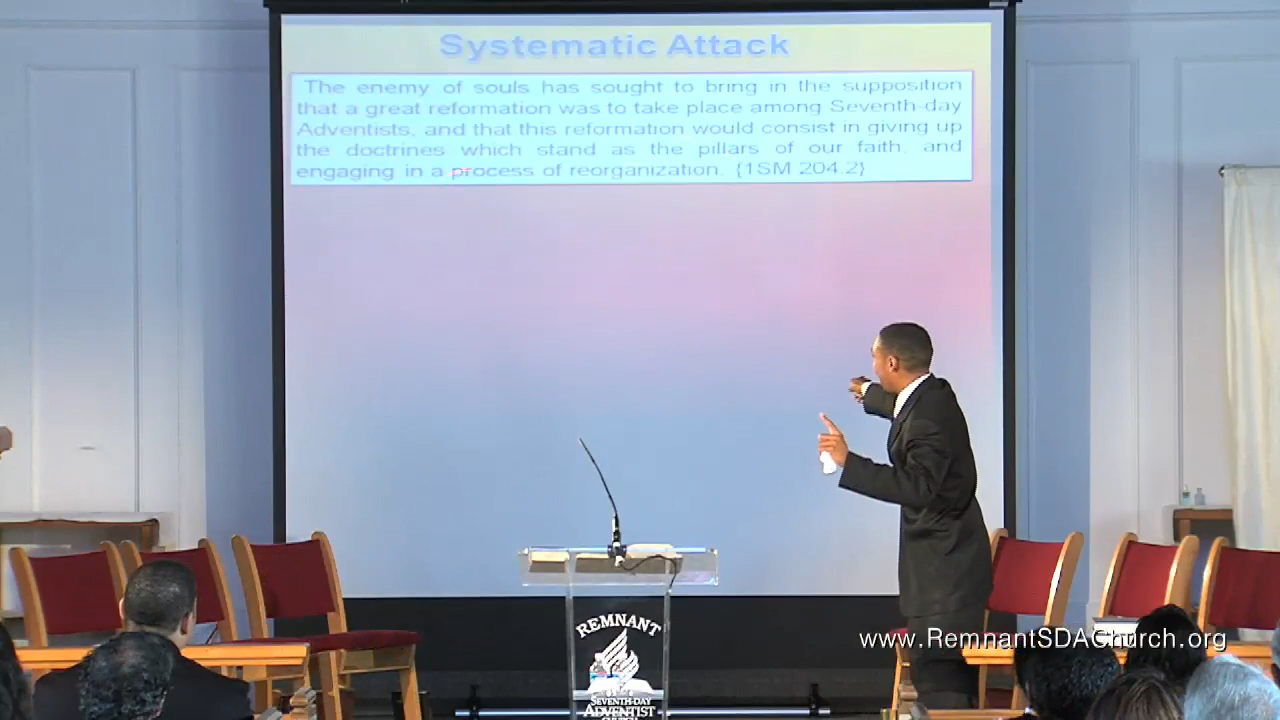 Systematic Attack
The enemy of souls has sought to bring in the supposition
that a great reformation was to take place among Seventh-day
Adventists, and that this reformation would consist in giving up
the doctrines which stand as the pillars of our faith, and
engaging in a process of reorganization. {1SM 204.2}
www.RemnantSDAChurch.org
REMNANT
SEVENTH-DAY
ADVENTIST
CHURCH